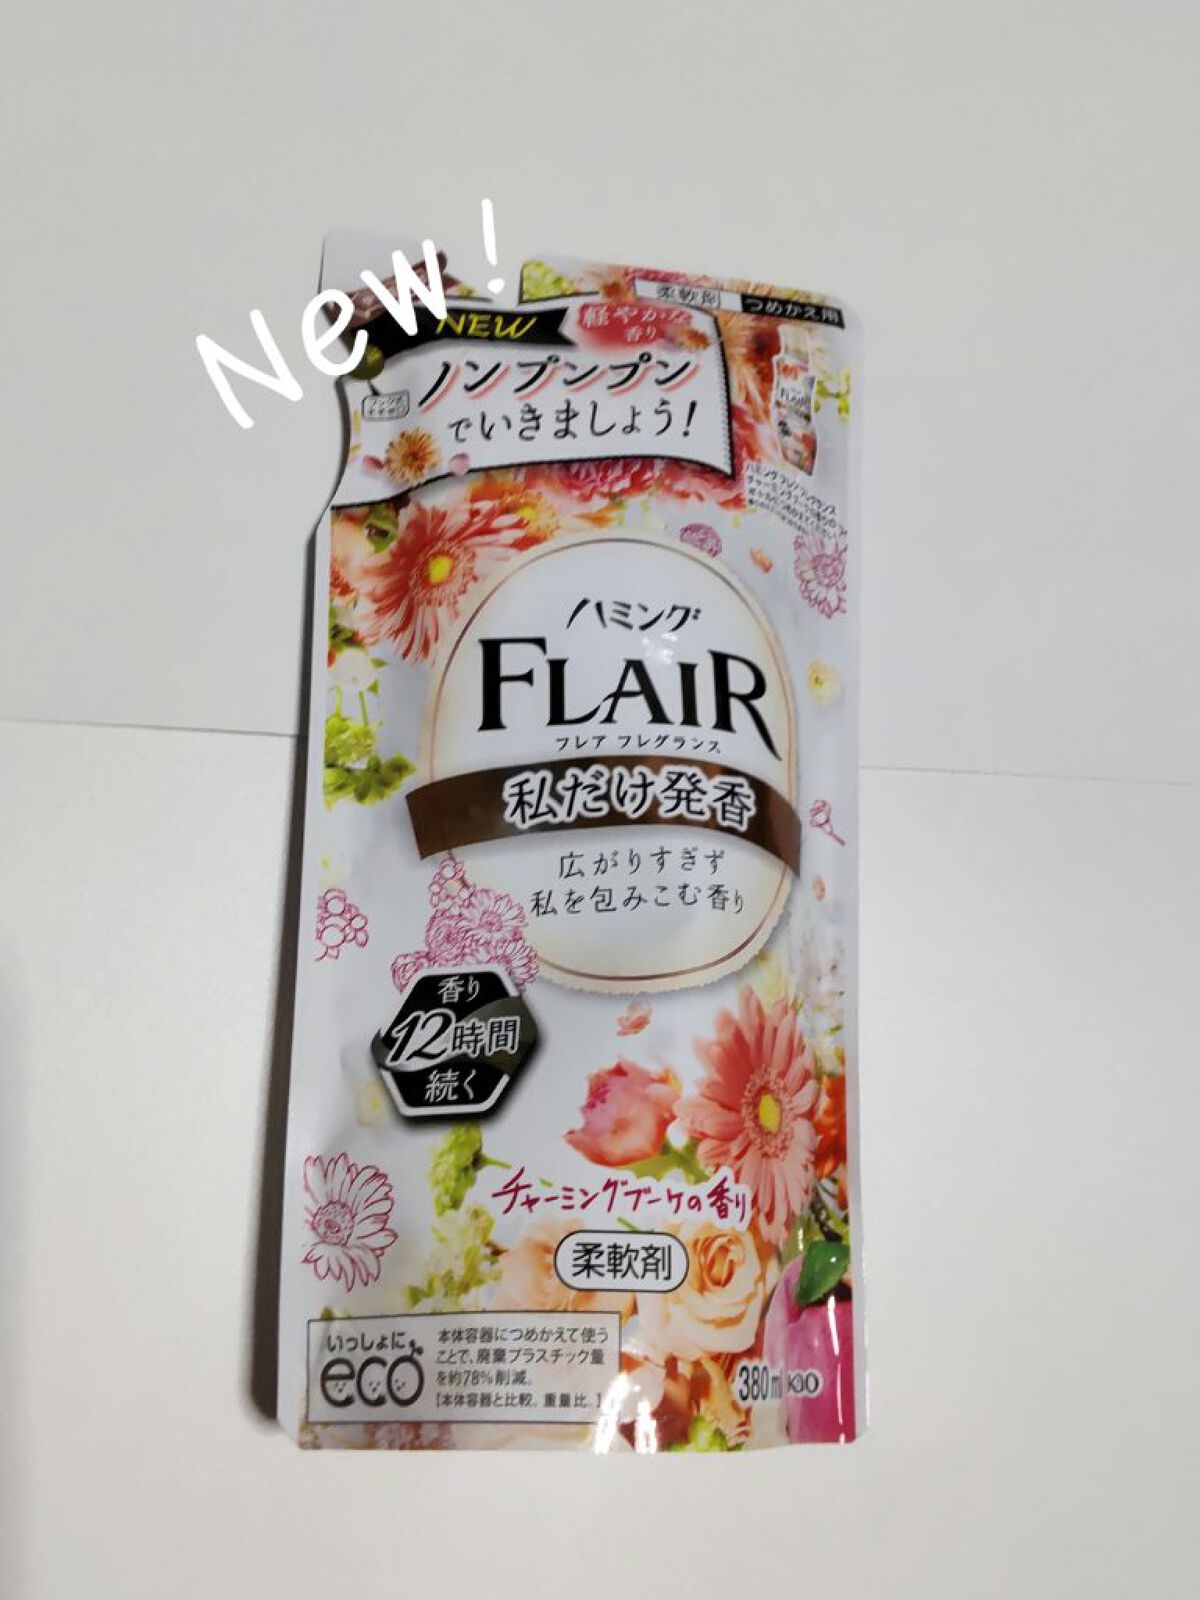 New!
柔軟剤 つめかえ用
NEW
軽やかな
香り
ノンプンプン
でいきましょう!
FLAIR
ハミング
FLAIR
フレア フレグランス
私だけ発香
広がりすぎず
私を包みこむ香り
香り
12時間
続く
チャーミングブーケの香り
柔軟剤
いっしょに
eco
本体容器につめかえて使う
ことで、廃棄プラスチック量
を約78%削減。
【本体容器と比較。重量比。】
380ml KAO